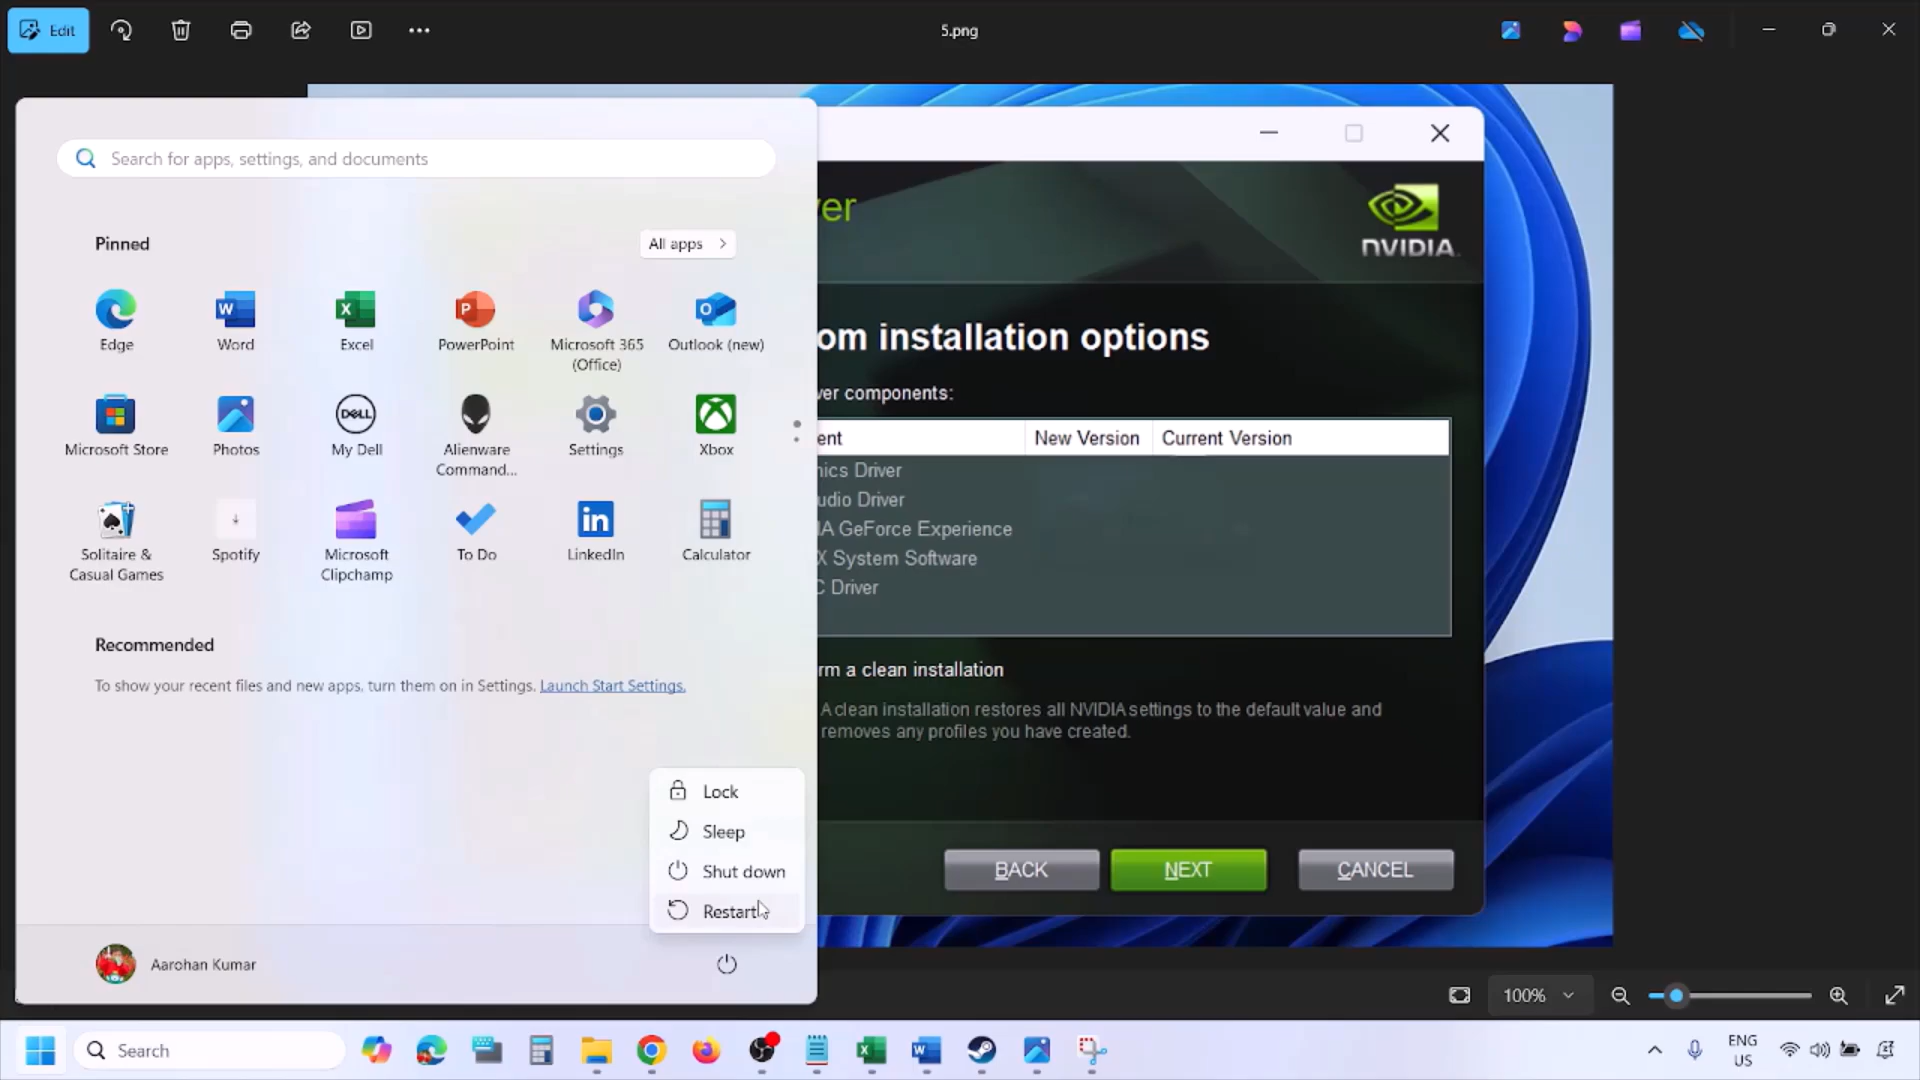 Edit
5.png
Search for apps, settings, and documents
Pinned
All apps
Edge
Word
Excel
PowerPoint
Microsoft 365
(Office)
Outlook (new)
Microsoft Store
Photos
DELL
My Dell
Alienware
Command...
Settings
Xbox
Solitaire &
Casual Games
Spotify
Microsoft
Clipchamp
To Do
LinkedIn
Calculator
Recommended
To show your recent files and new apps, turn them on in Settings. Launch Start Settings.
Lock
Sleep
Shut down
Restart
Aarohan Kumar
ver
NVIDIA.
om installation options
ver components:
ent
New Version
Current Version
nics Driver
udio Driver
IA GeForce Experience
X System Software
C Driver
rm a clean installation
A clean installation restores all NVIDIA settings to the default value and
removes any profiles you have created.
BACK
NEXT
CANCEL
100%
Search
ENG
US